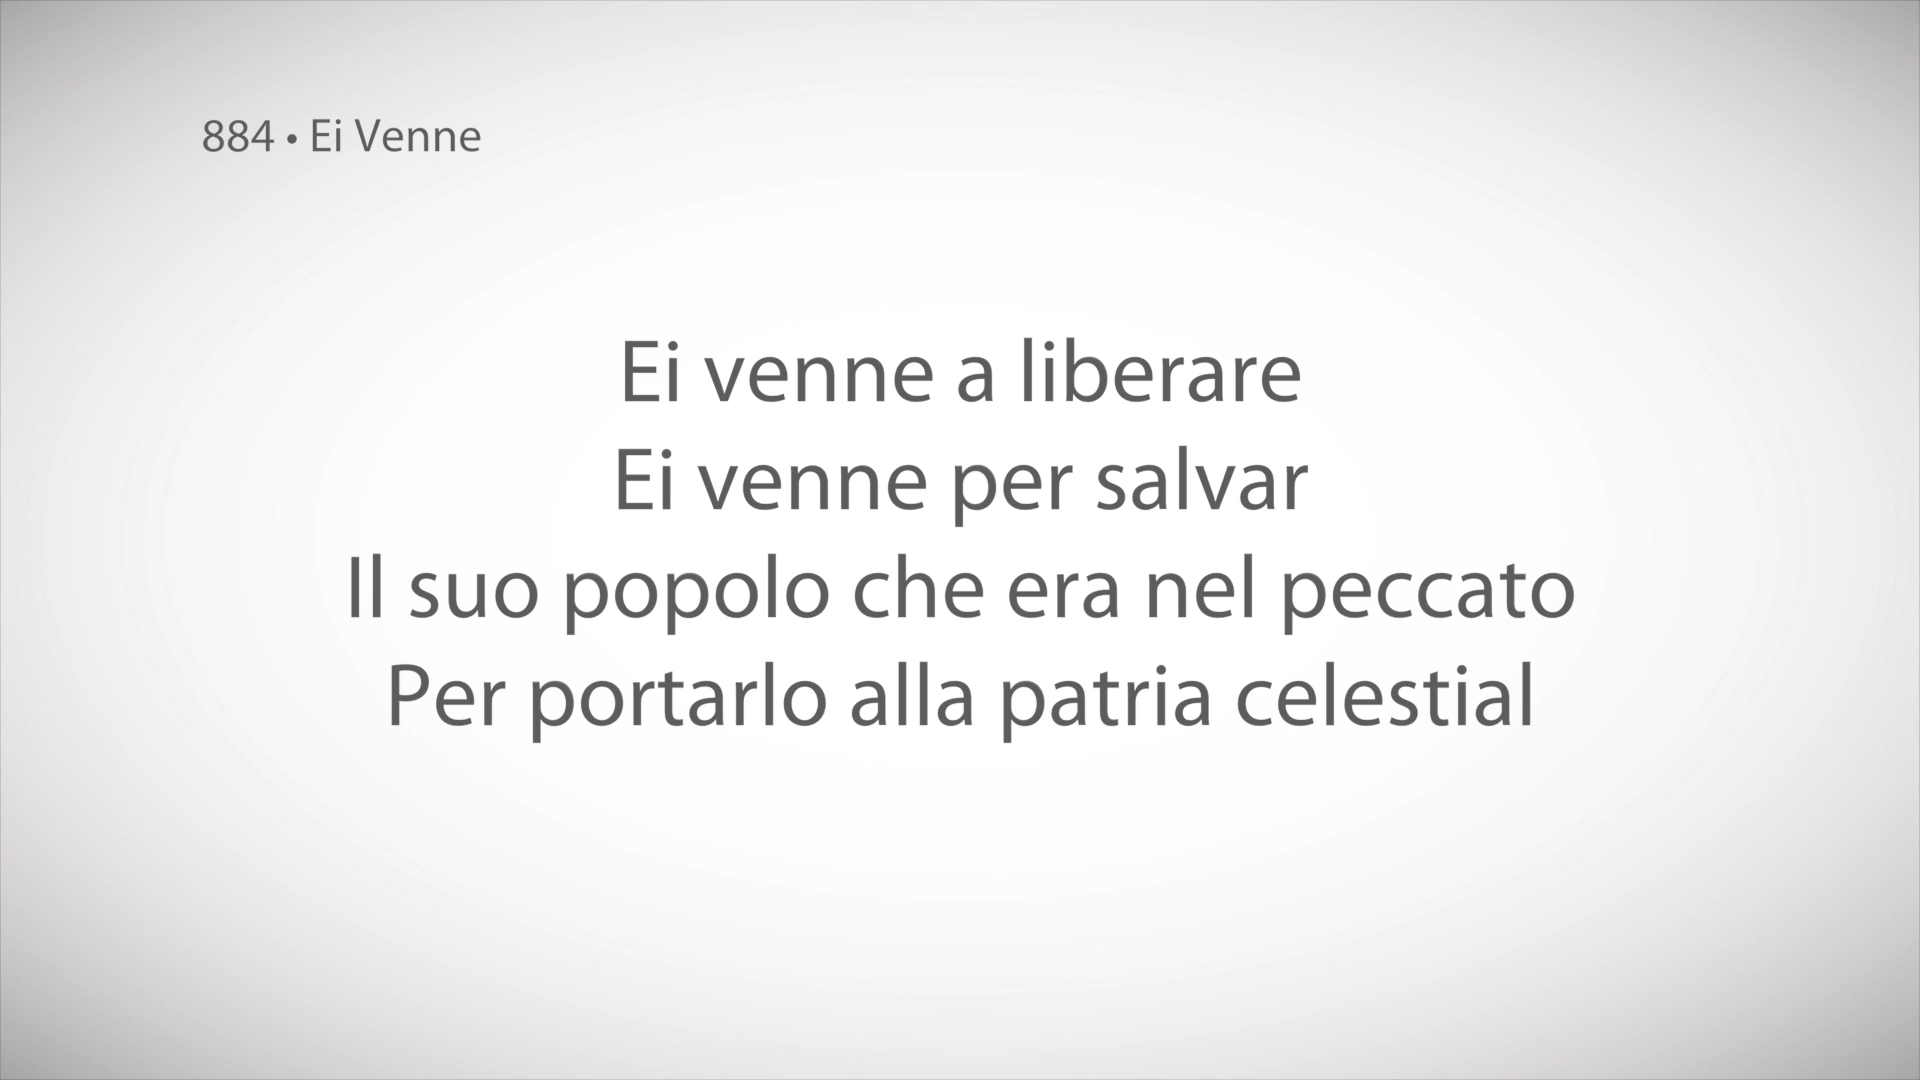 884 • Ei Venne
Ei venne a liberare
Ei venne per salvar
Il suo popolo che era nel peccato
Per portarlo alla patria celestial